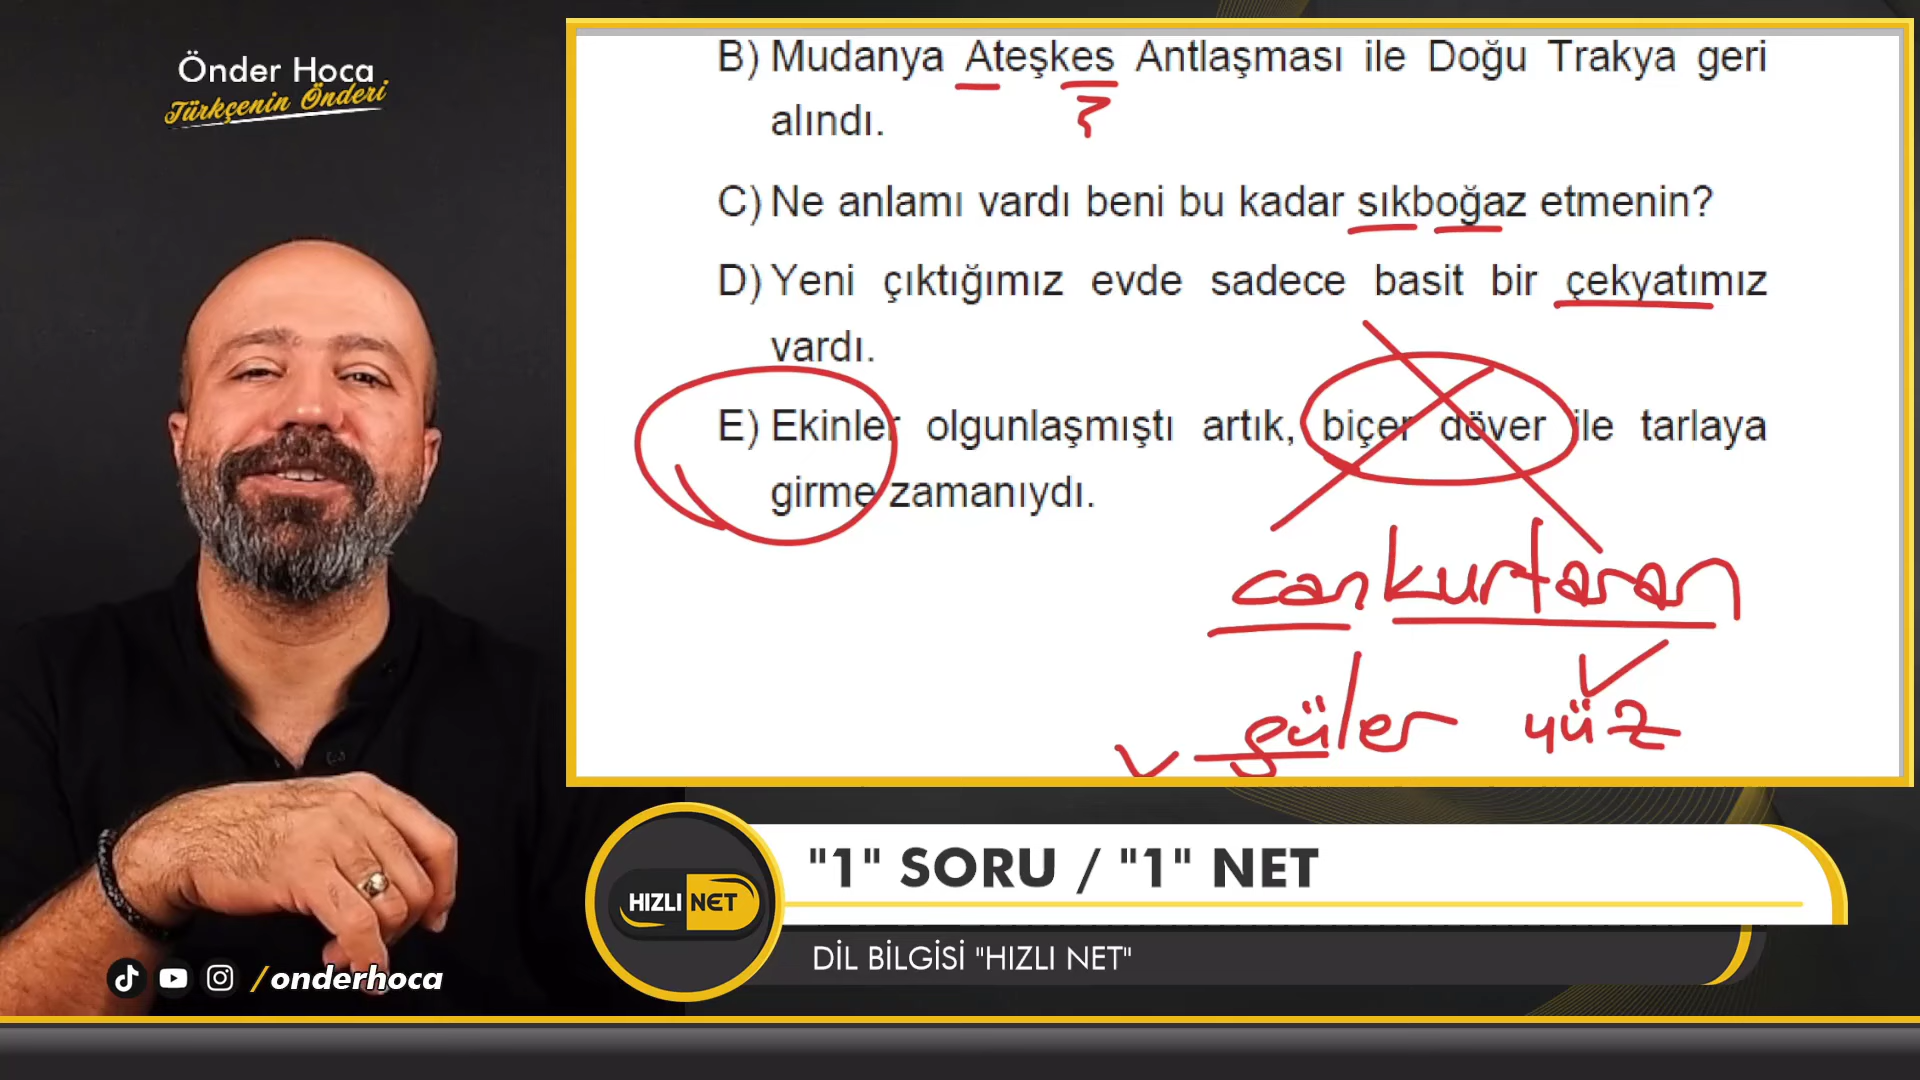 Önder Hoca
Türkçenin Önderi
B) Mudanya Ateşkes Antlaşması ile Doğu Trakya geri
alındı.
?
C) Ne anlamı vardı beni bu kadar sıkboğaz etmenin?
D) Yeni çıktığımız evde sadece basit bir çekyatımız
vardı.
E) Ekinler olgunlaşmıştı artık, biçer döver ile tarlaya
girme zamanıydı.
cankurtaran
güler yüz
HIZLI NET
"1" SORU / "1" NET
DİL BİLGİSİ "HIZLI NET"
/onderhoca